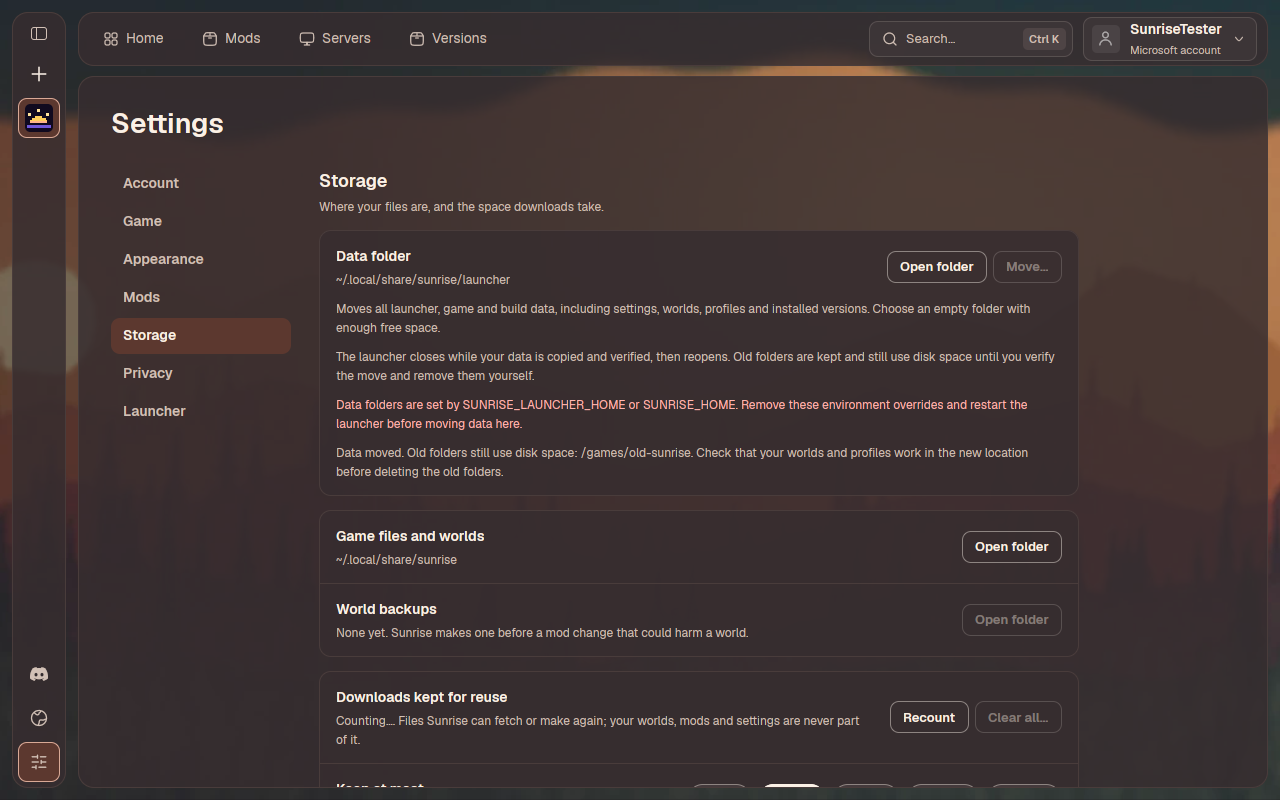 Home
Mods
Servers
Versions
Search...
Ctrl K
SunriseTester
Microsoft account
Settings
Account
Game
Appearance
Mods
Storage
Privacy
Launcher
Storage
Where your files are, and the space downloads take.
Data folder
~/.local/share/sunrise/launcher
Open folder
Move...
Moves all launcher, game and build data, including settings, worlds, profiles and installed versions. Choose an empty folder with
enough free space.
The launcher closes while your data is copied and verified, then reopens. Old folders are kept and still use disk space until you verify
the move and remove them yourself.
Data folders are set by SUNRISE_LAUNCHER_HOME or SUNRISE_HOME. Remove these environment overrides and restart the
launcher before moving data here.
Data moved. Old folders still use disk space: /games/old-sunrise. Check that your worlds and profiles work in the new location
before deleting the old folders.
Game files and worlds
~/.local/share/sunrise
Open folder
World backups
None yet. Sunrise makes one before a mod change that could harm a world.
Open folder
Downloads kept for reuse
Counting... Files Sunrise can fetch or make again; your worlds, mods and settings are never part
of it.
Recount
Clear all...
Keep at most